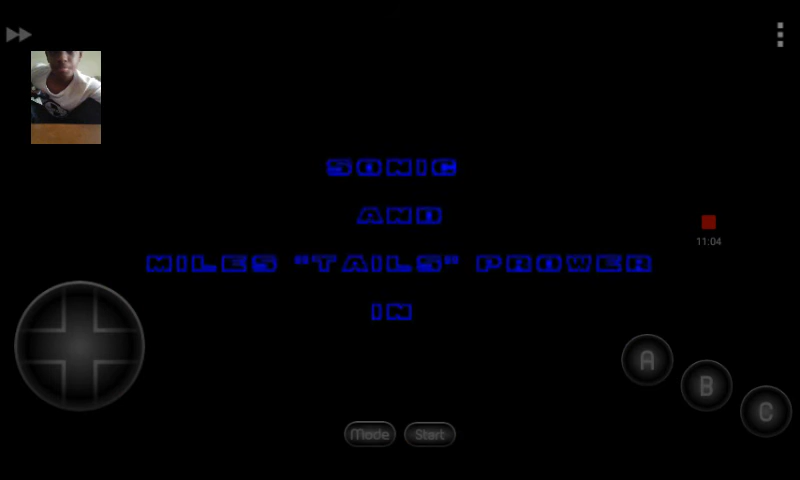 SONIC
AND
MILES "TAILS" PROWER
IN
11:04
A
B
C
Mode
Start